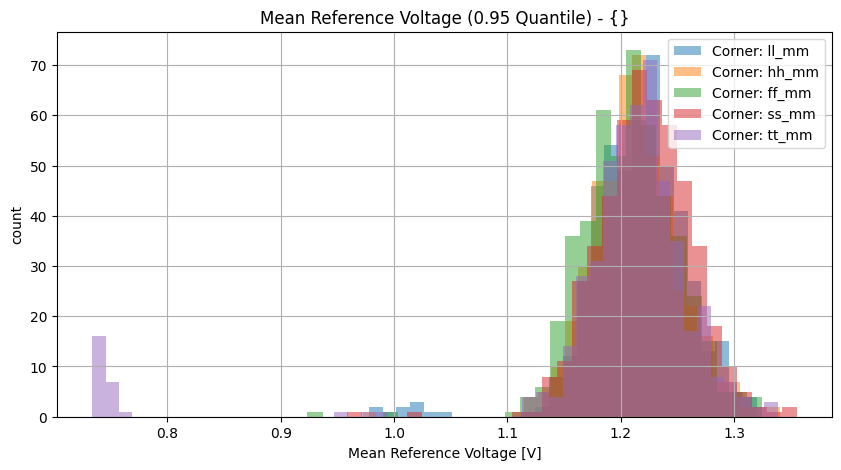 Mean Reference Voltage (0.95 Quantile) - {}
Corner: ll_mm
Corner: hh_mm
Corner: ff_mm
Corner: ss_mm
Corner: tt_mm
70
60
50
40
30
20
10
0
count
0.8 0.9 1.0 1.1 1.2 1.3
Mean Reference Voltage [V]